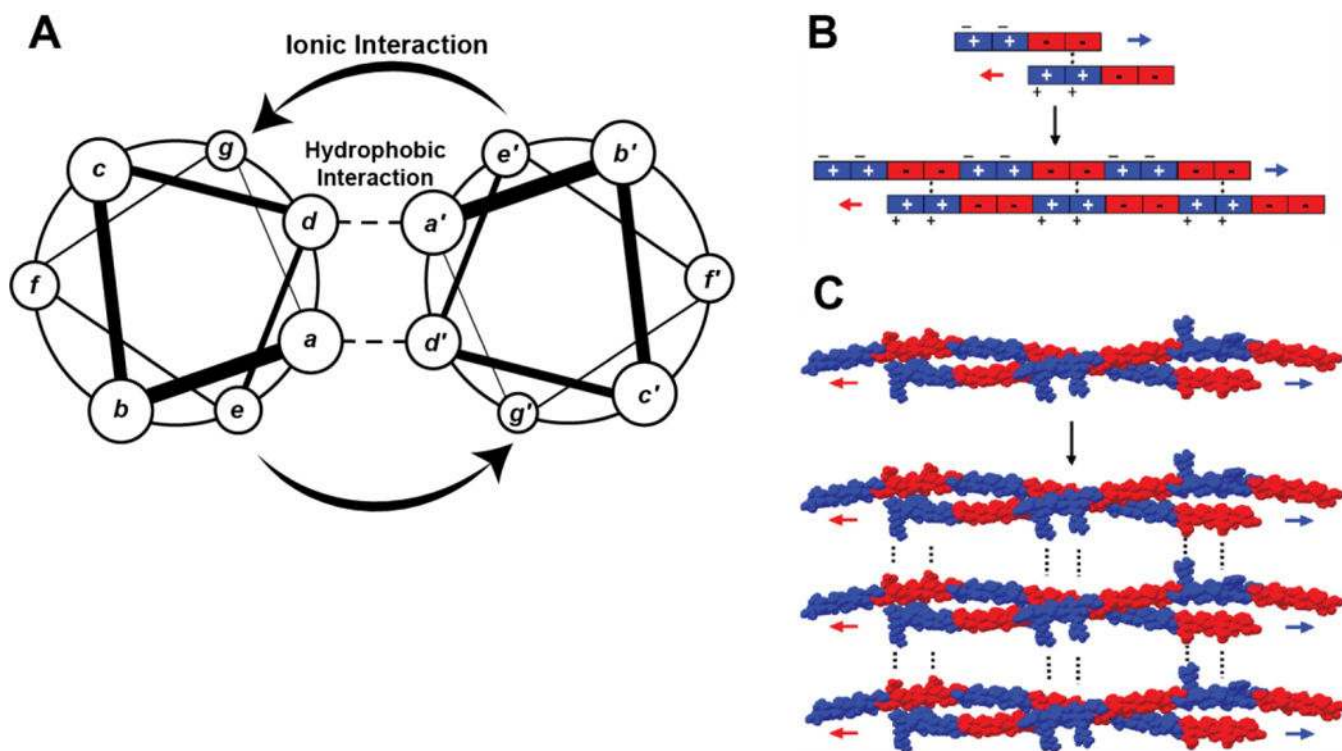 A
Ionic Interaction
c
g
Hydrophobic
Interaction
e'
b'
d
a'
f
f'
a
d'
b
e
g'
c'
B
– –
+ + - -
+ + - -
+ +
– – – – – –
+ + - - + + - - + + - -
+ + - - + + - - + + - -
+ + + + + +
C